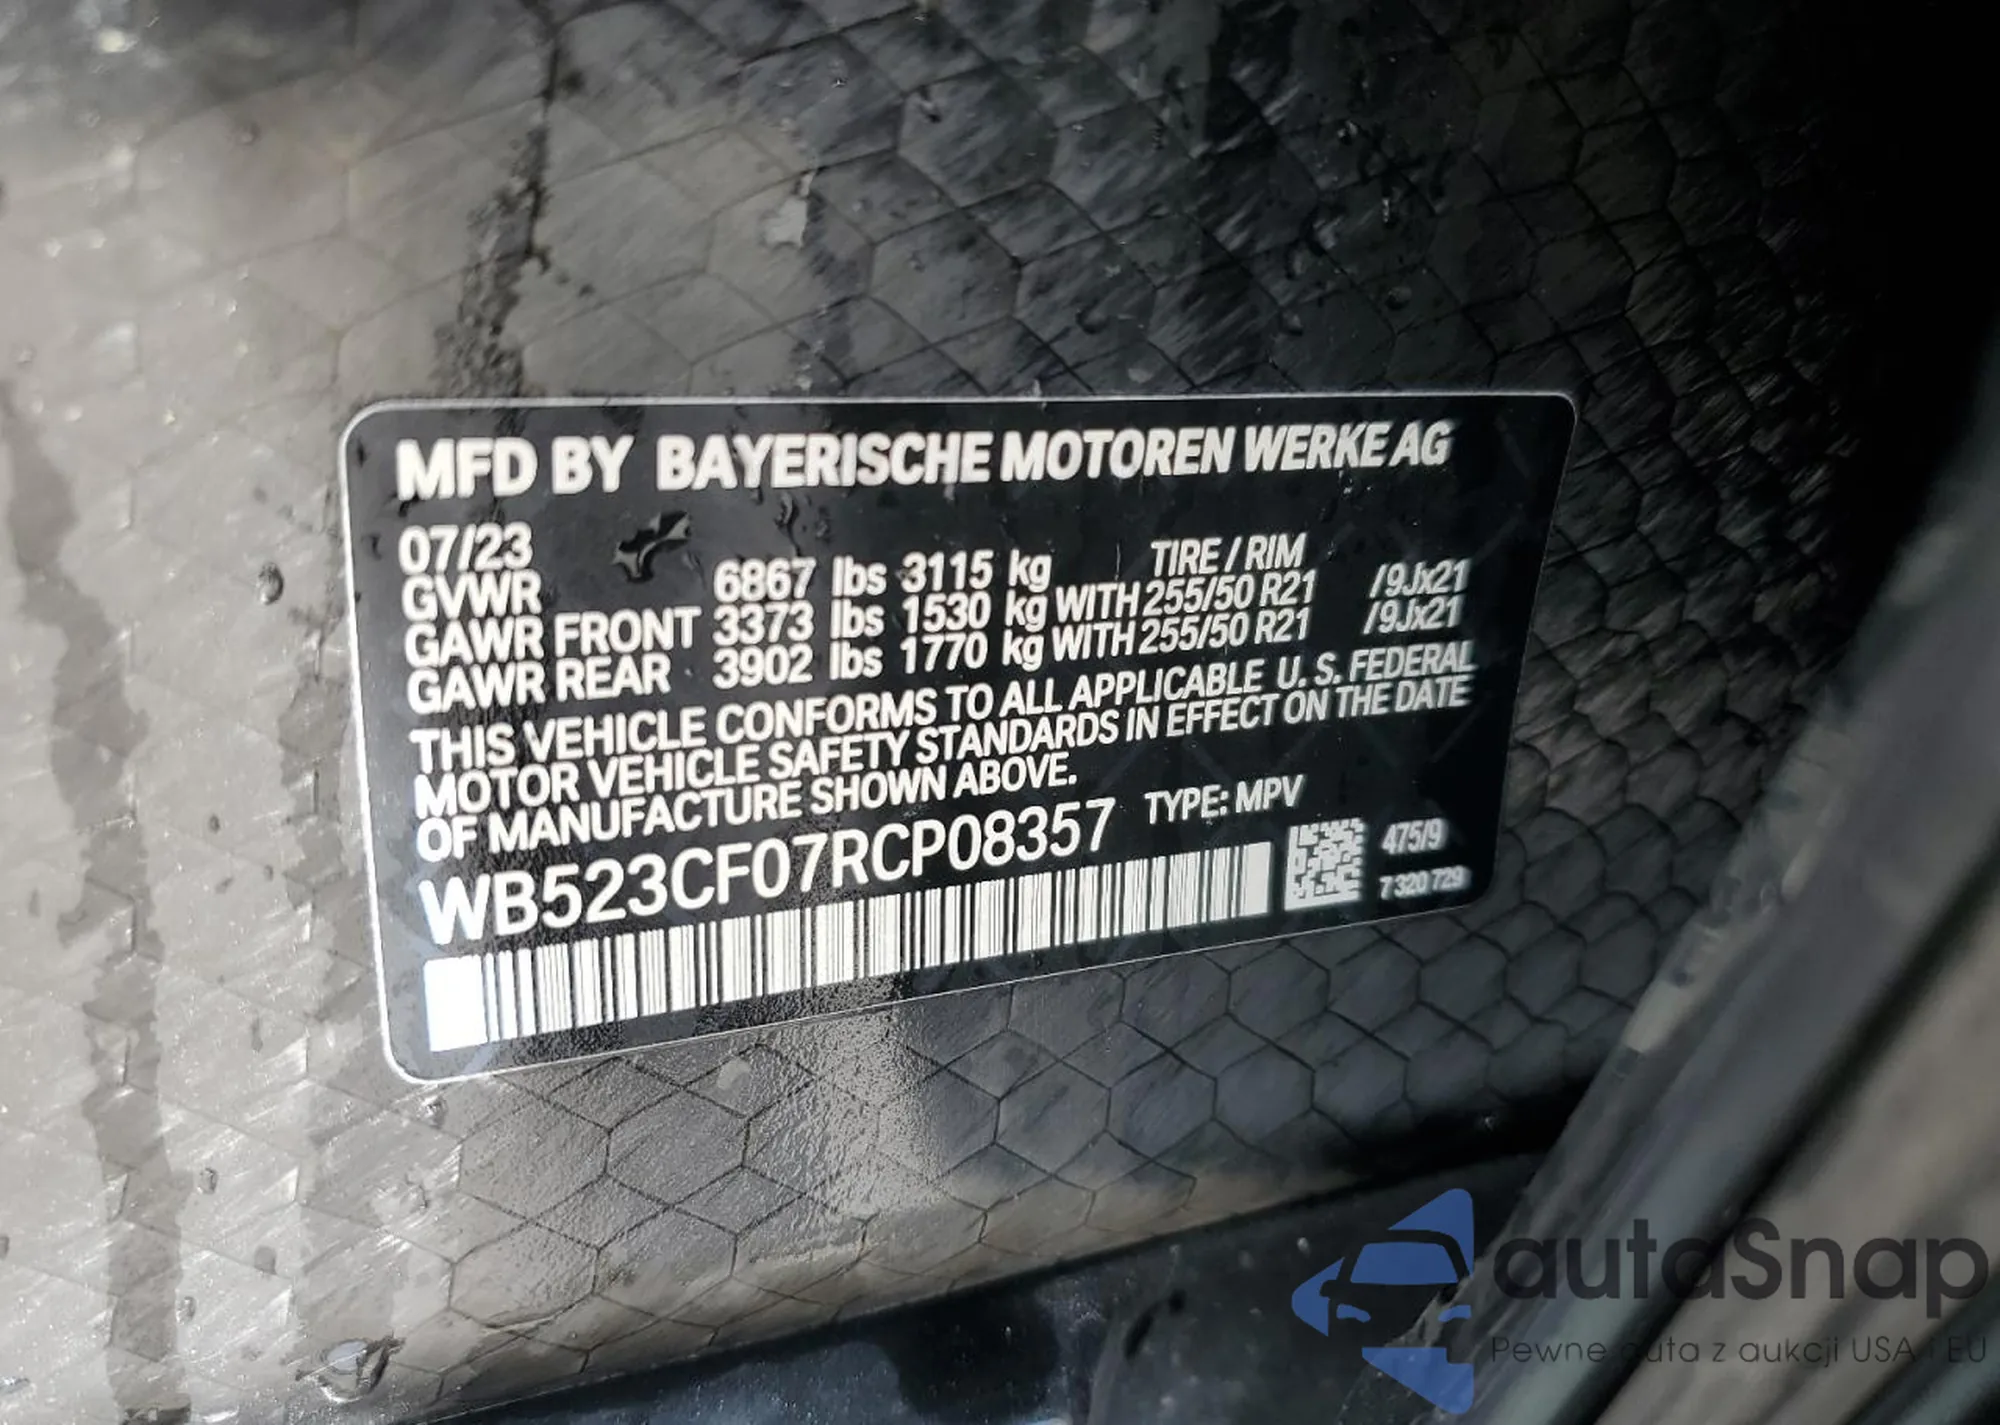 MFD BY BAYERISCHE MOTOREN WERKE AG
07/23 TIRE / RIM
GVWR 6867 lbs 3115 kg
GAWR FRONT 3373 lbs 1530 kg WITH 255/50 R21 /9Jx21
GAWR REAR 3902 lbs 1770 kg WITH 255/50 R21 /9Jx21
THIS VEHICLE CONFORMS TO ALL APPLICABLE U.S. FEDERAL
MOTOR VEHICLE SAFETY STANDARDS IN EFFECT ON THE DATE
OF MANUFACTURE SHOWN ABOVE.
WB523CF07RCP08357 TYPE: MPV
475/9
7 320 729
autoSnap
Pewne auta z aukcji USA i EU